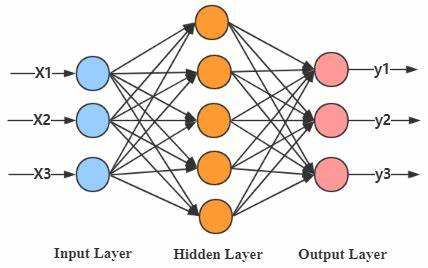 X1
y1
X2
y2
X3
y3
Input Layer
Hidden Layer
Output Layer